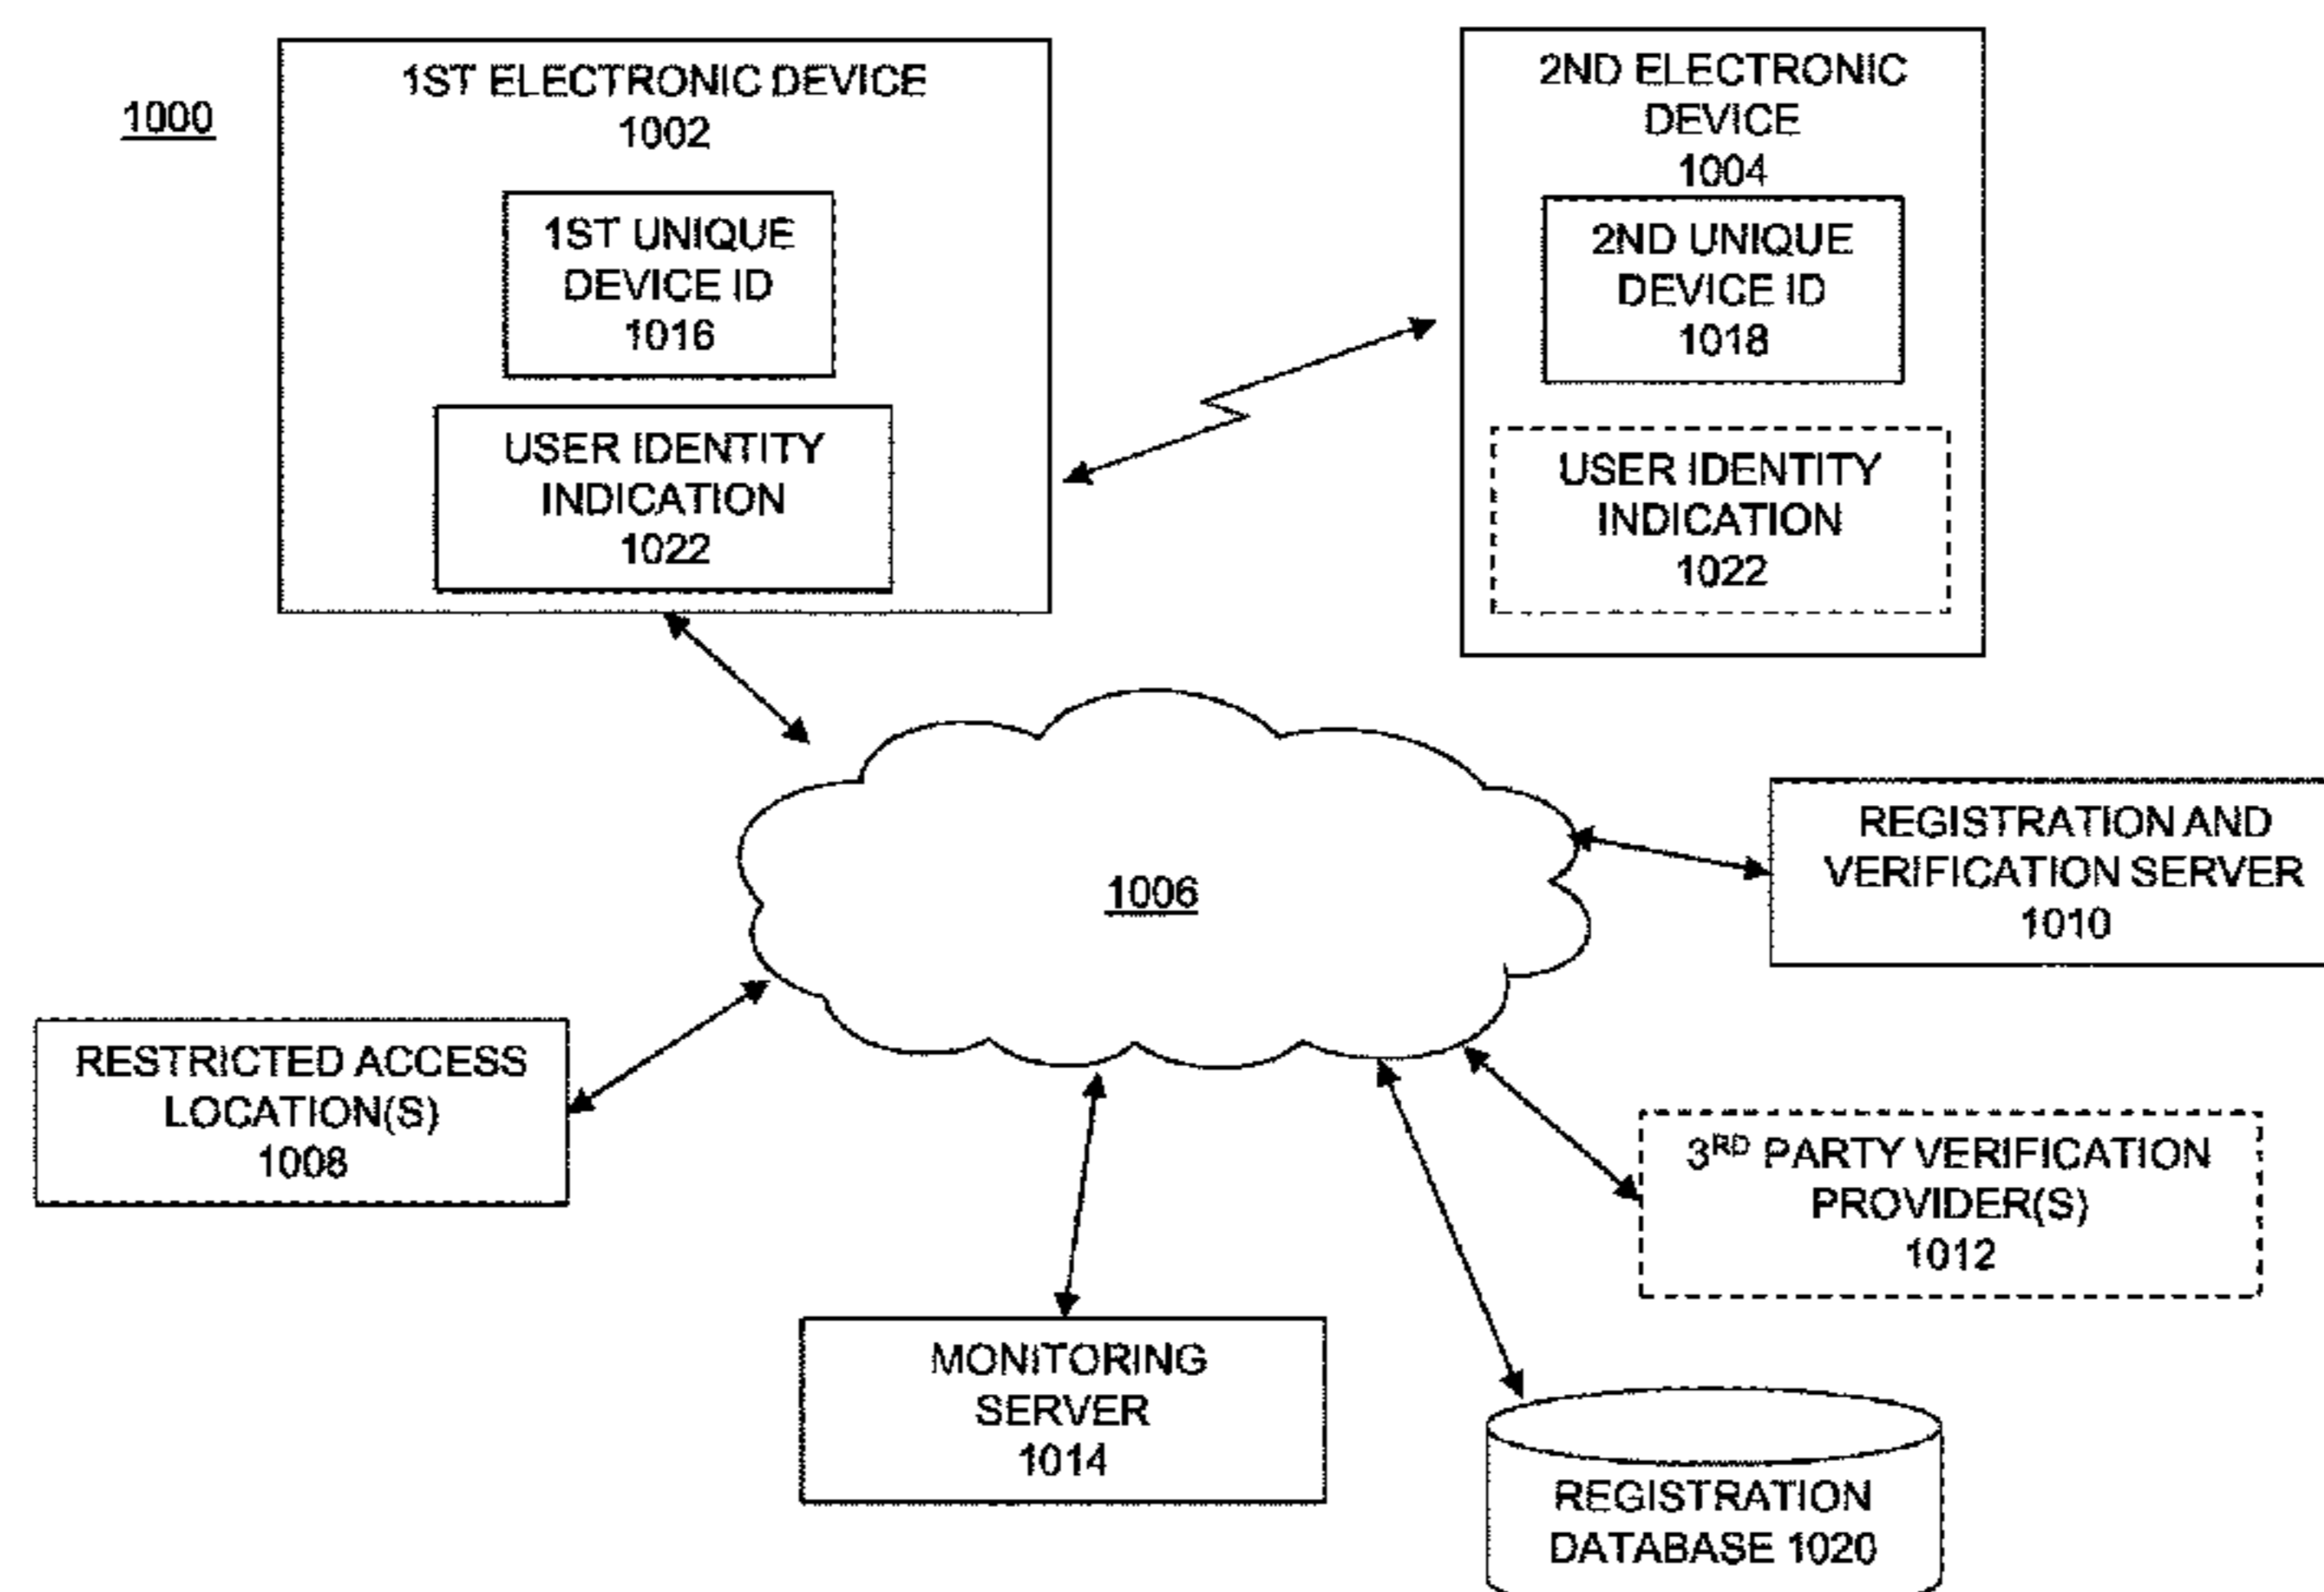 1000
1ST ELECTRONIC DEVICE
1002
1ST UNIQUE
DEVICE ID
1016
USER IDENTITY
INDICATION
1022
2ND ELECTRONIC
DEVICE
1004
2ND UNIQUE
DEVICE ID
1018
USER IDENTITY
INDICATION
1022
1006
REGISTRATION AND
VERIFICATION SERVER
1010
RESTRICTED ACCESS
LOCATION(S)
1008
3RD PARTY VERIFICATION
PROVIDER(S)
1012
MONITORING
SERVER
1014
REGISTRATION
DATABASE 1020